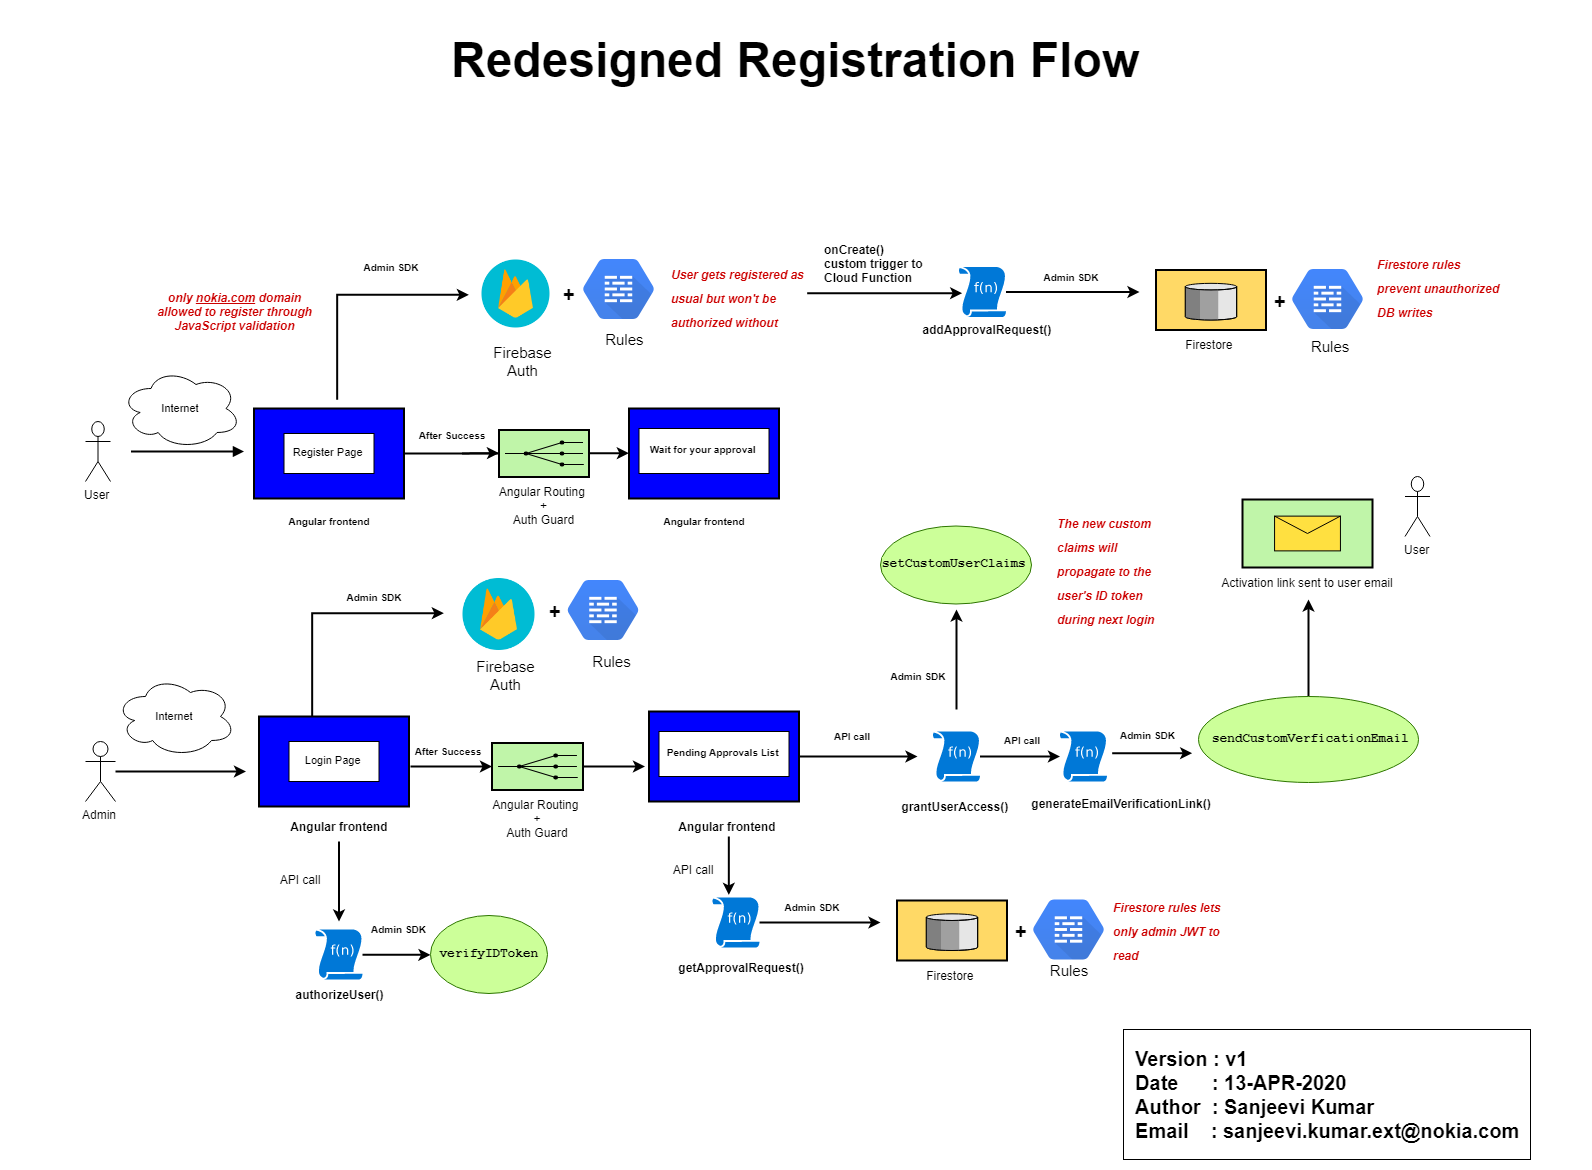 Redesigned Registration Flow
only nokia.com domain
allowed to register through
JavaScript validation
Admin SDK
Firebase
Auth
+
Rules
User gets registered as
usual but won't be
authorized without
onCreate()
custom trigger to
Cloud Function
f(n)
addApprovalRequest()
Admin SDK
Firestore
+
Rules
Firestore rules
prevent unauthorized
DB writes
User
Internet
Register Page
Angular frontend
After Success
Angular Routing
+
Auth Guard
Wait for your approval
Angular frontend
Admin SDK
Firebase
Auth
+
Rules
setCustomUserClaims
The new custom
claims will
propagate to the
user's ID token
during next login
Activation link sent to user email
User
Admin
Internet
Login Page
Angular frontend
After Success
Angular Routing
+
Auth Guard
Pending Approvals List
Angular frontend
API call
Admin SDK
f(n)
grantUserAccess()
API call
f(n)
generateEmailVerificationLink()
Admin SDK
sendCustomVerficationEmail
API call
f(n)
authorizeUser()
Admin SDK
verifyIDToken
API call
f(n)
getApprovalRequest()
Admin SDK
Firestore
+
Rules
Firestore rules lets
only admin JWT to
read
Version : v1
Date : 13-APR-2020
Author : Sanjeevi Kumar
Email : sanjeevi.kumar.ext@nokia.com